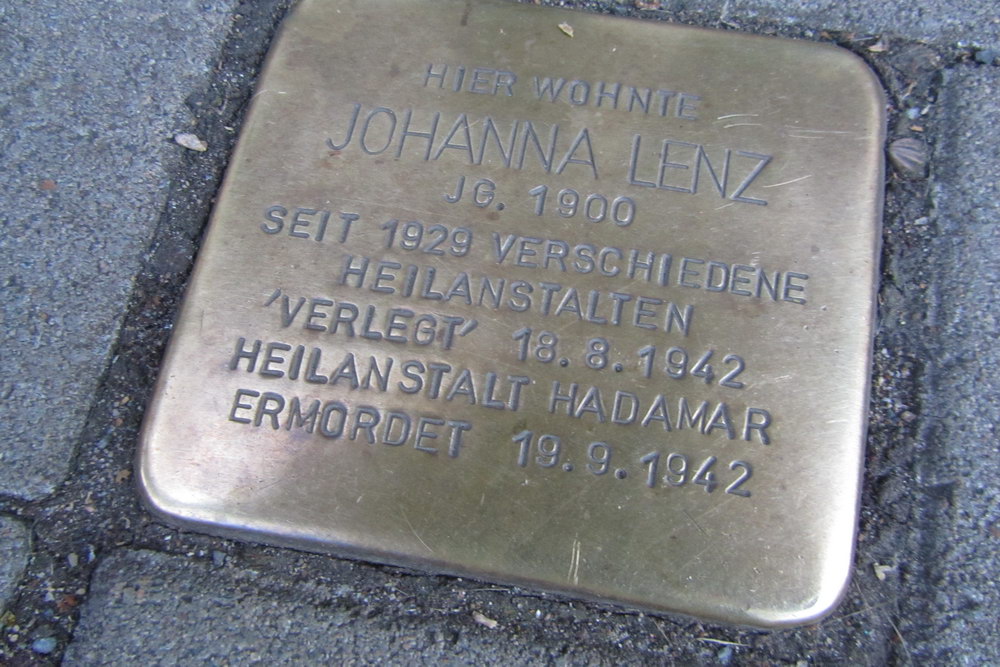 HIER WOHNTE
JOHANNA LENZ
JG. 1900
SEIT 1929 VERSCHIEDENE
HEILANSTALTEN
'VERLEGT' 18.8.1942
HEILANSTALT HADAMAR
ERMORDET 19.9.1942